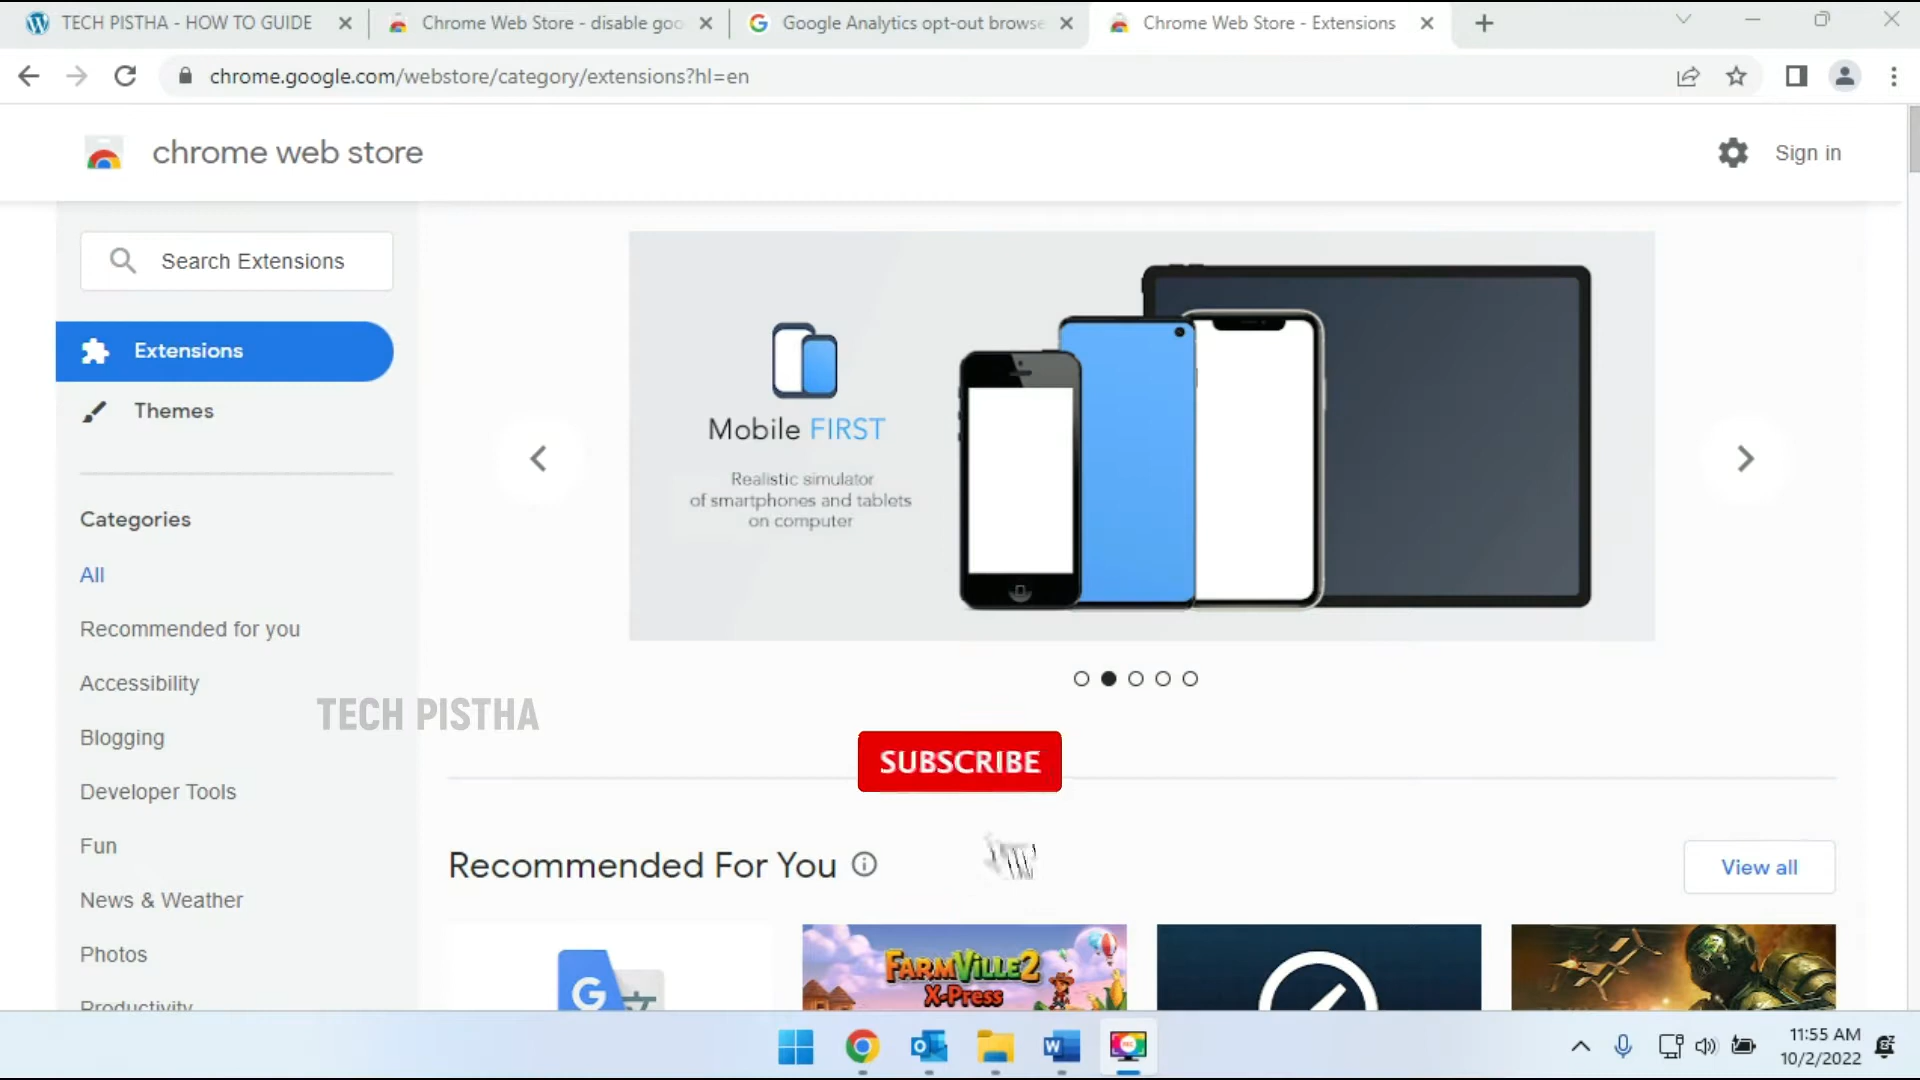 TECH PISTHA - HOW TO GUIDE
Chrome Web Store - disable goo
Google Analytics opt-out browse
Chrome Web Store - Extensions
chrome.google.com/webstore/category/extensions?hl=en
chrome web store
Sign in
Search Extensions
Extensions
Themes
Categories
All
Recommended for you
Accessibility
Blogging
Developer Tools
Fun
News & Weather
Photos
Productivity
Mobile FIRST
Realistic simulator
of smartphones and tablets
on computer
TECH PISTHA
SUBSCRIBE
Recommended For You
View all
G
FARMVILLE2
X-Press
11:55 AM
10/2/2022